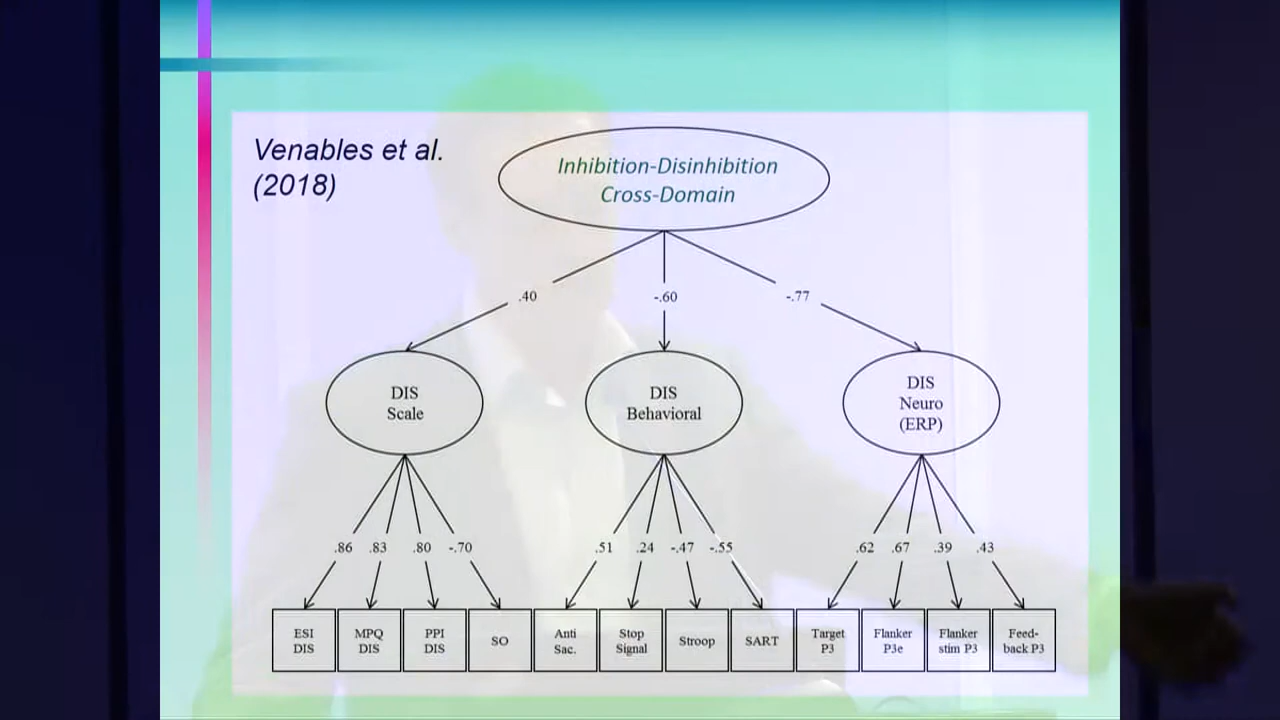 Venables et al.
(2018)
Inhibition-Disinhibition
Cross-Domain
.40
-.60
-.77
DIS
Scale
DIS
Behavioral
DIS
Neuro
(ERP)
.86
.83
.80
-.70
.51
.24
-.47
-.55
.62
.67
.39
.43
ESI
DIS
MPQ
DIS
PPI
DIS
SO
Anti
Sac.
Stop
Signal
Stroop
SART
Target
P3
Flanker
P3e
Flanker
stim P3
Feed-
back P3